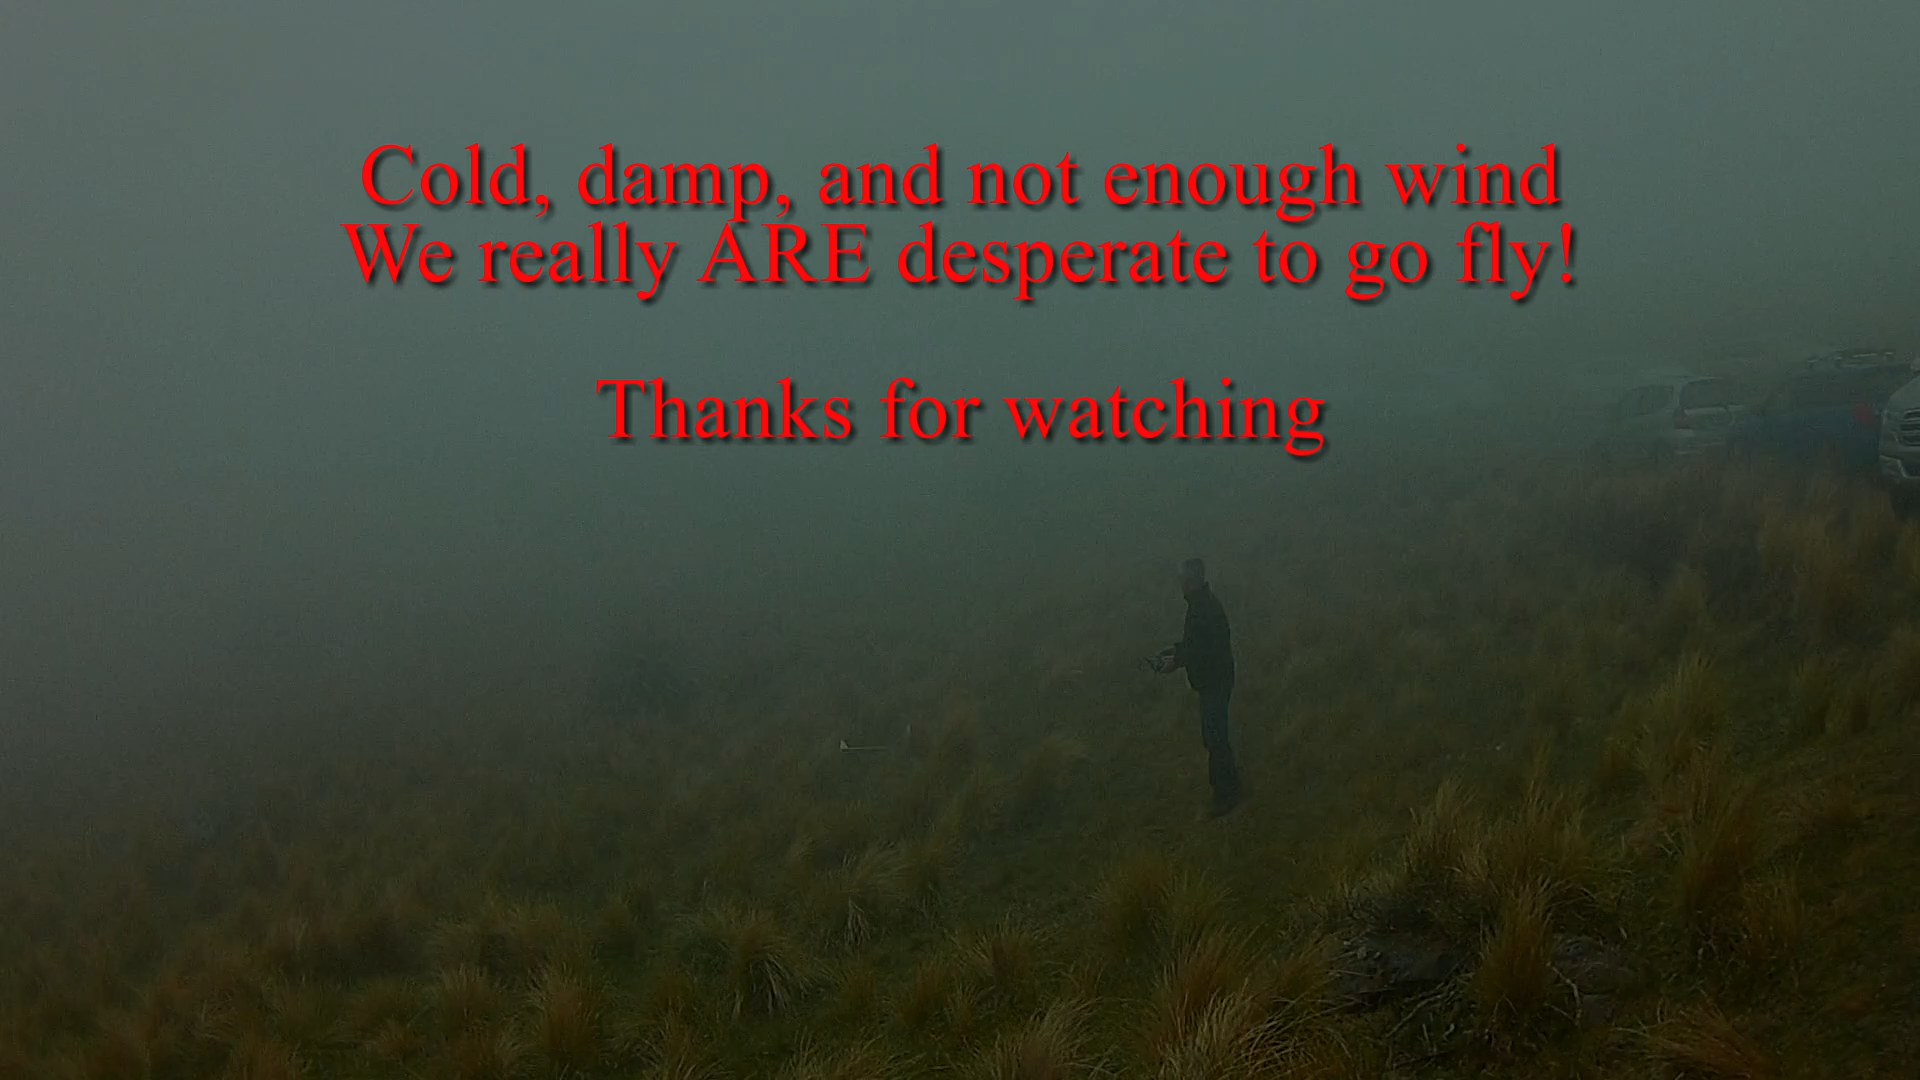 Cold, damp, and not enough wind
We really ARE desperate to go fly!
Thanks for watching